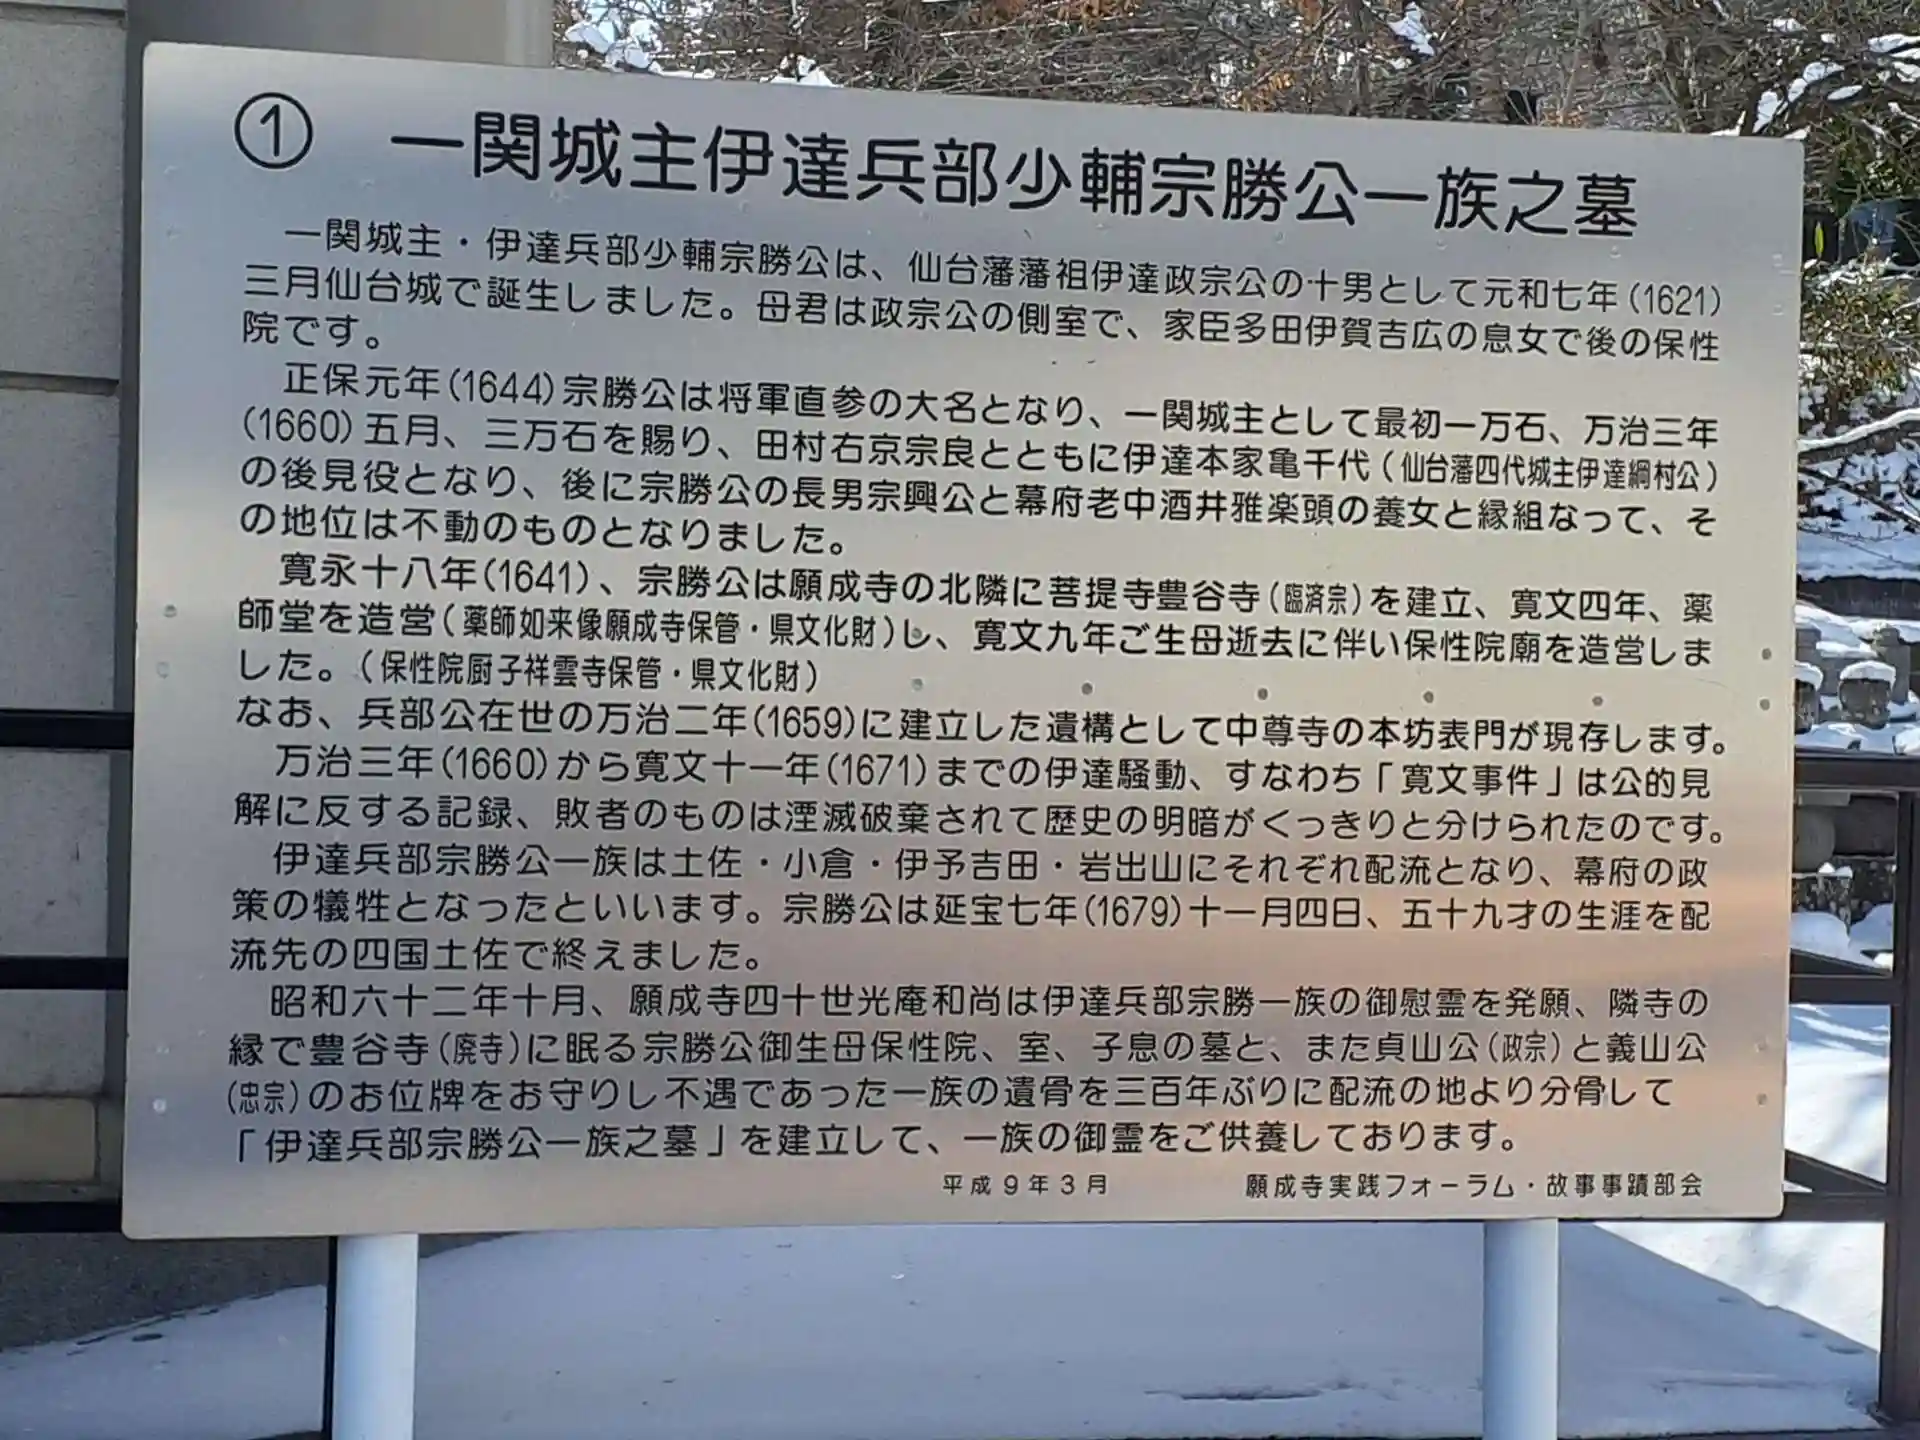 ① 一関城主伊達兵部少輔宗勝公一族之墓
一関城主・伊達兵部少輔宗勝公は、仙台藩藩祖伊達政宗公の十男として元和七年(1621)
三月仙台城で誕生しました。母君は政宗公の側室で、家臣多田伊賀吉広の息女で後の保性
院です。
正保元年(1644)宗勝公は将軍直参の大名となり、一関城主として最初一万石、万治三年
(1660)五月、三万石を賜り、田村右京宗良とともに伊達本家亀千代(仙台藩四代城主伊達綱村公)
の後見役となり、後に宗勝公の長男宗興公と幕府老中酒井雅楽頭の養女と縁組なって、そ
の地位は不動のものとなりました。
寛永十八年(1641)、宗勝公は願成寺の北隣に菩提寺豊谷寺(臨済宗)を建立、寛文四年、薬
師堂を造営(薬師如来像願成寺保管・県文化財)し、寛文九年ご生母逝去に伴い保性院廟を造営しま
した。(保性院厨子祥雲寺保管・県文化財)
なお、兵部公在世の万治二年(1659)に建立した遺構として中尊寺の本坊表門が現存します。
万治三年(1660)から寛文十一年(1671)までの伊達騒動、すなわち「寛文事件」は公的見
解に反する記録、敗者のものは湮滅破棄されて歴史の明暗がくっきりと分けられたのです。
伊達兵部宗勝公一族は土佐・小倉・伊予吉田・岩出山にそれぞれ配流となり、幕府の政
策の犠牲となったといいます。宗勝公は延宝七年(1679)十一月四日、五十九才の生涯を配
流先の四国土佐で終えました。
昭和六十二年十月、願成寺四十世光庵和尚は伊達兵部宗勝一族の御慰霊を発願、隣寺の
縁で豊谷寺(廃寺)に眠る宗勝公御生母保性院、室、子息の墓と、また貞山公(政宗)と義山公
(忠宗)のお位牌をお守りし不遇であった一族の遺骨を三百年ぶりに配流の地より分骨して
「伊達兵部宗勝公一族之墓」を建立して、一族の御霊をご供養しております。
平成9年3月 願成寺実践フォーラム・故事事蹟部会